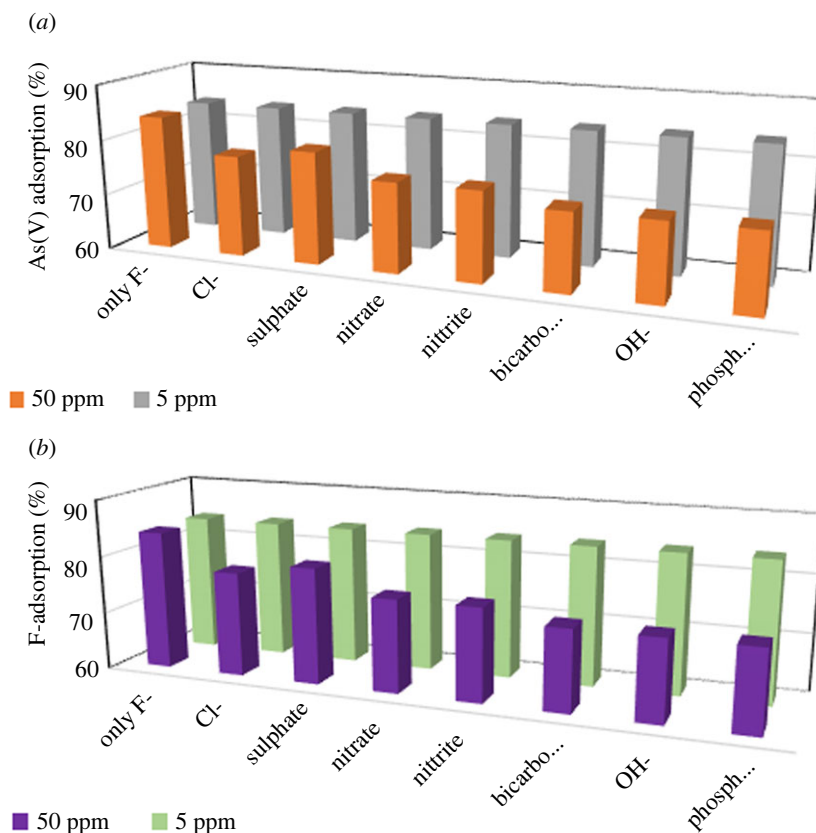 (a)
As(V) adsorption (%)
90
80
70
60
only F-
Cl-
sulphate
nitrate
nittrite
bicarbo...
OH-
phosph...
50 ppm
5 ppm
(b)
F-adsorption (%)
90
80
70
60
only F-
Cl-
sulphate
nitrate
nittrite
bicarbo...
OH-
phosph...
50 ppm
5 ppm